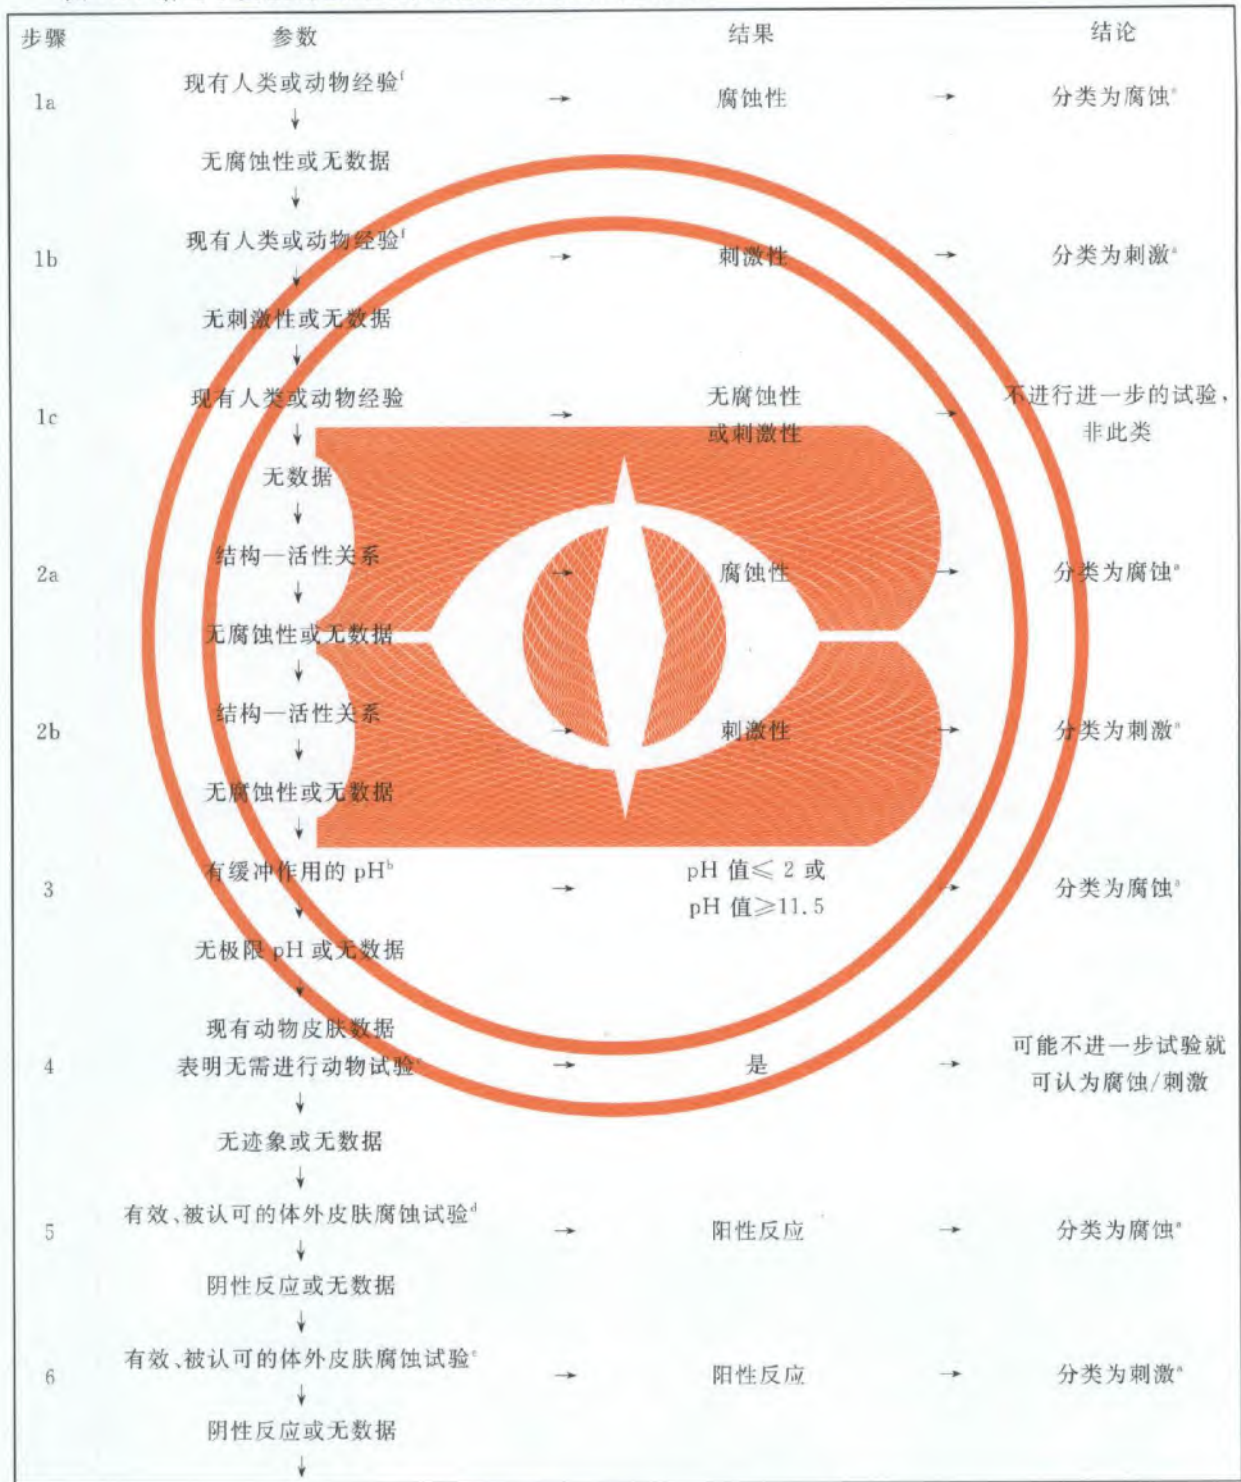 步骤 参数 结果 结论
现有人类或动物经验f
1a → 腐蚀性 → 分类为腐蚀a
↓
无腐蚀性或无数据
↓
现有人类或动物经验f
1b → 刺激性 → 分类为刺激a
↓
无刺激性或无数据
↓
现有人类或动物经验 无腐蚀性 不进行进一步的试验,
1c → 或刺激性 → 非此类
↓
无数据
↓
结构—活性关系
2a → 腐蚀性 → 分类为腐蚀a
↓
无腐蚀性或无数据
↓
结构—活性关系
2b → 刺激性 → 分类为刺激a
↓
无腐蚀性或无数据
↓
有缓冲作用的 pHb pH 值≤ 2 或
3 → pH 值≥11.5 → 分类为腐蚀a
↓
无极限 pH 或无数据
↓
现有动物皮肤数据 可能不进一步试验就
4 表明无需进行动物试验c → 是 → 可认为腐蚀/刺激
↓
无迹象或无数据
↓
有效、被认可的体外皮肤腐蚀试验d
5 → 阳性反应 → 分类为腐蚀a
↓
阴性反应或无数据
↓
有效、被认可的体外皮肤腐蚀试验e
6 → 阳性反应 → 分类为刺激a
↓
阴性反应或无数据
↓